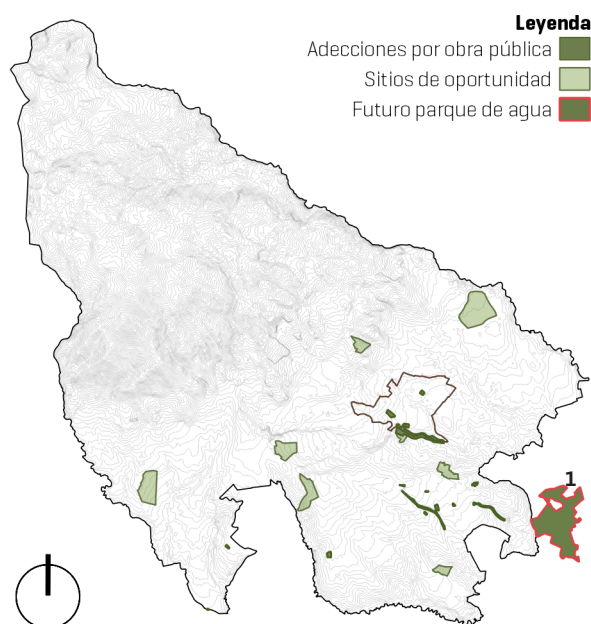 Leyenda
Adecciones por obra pública
Sitios de oportunidad
Futuro parque de agua
1